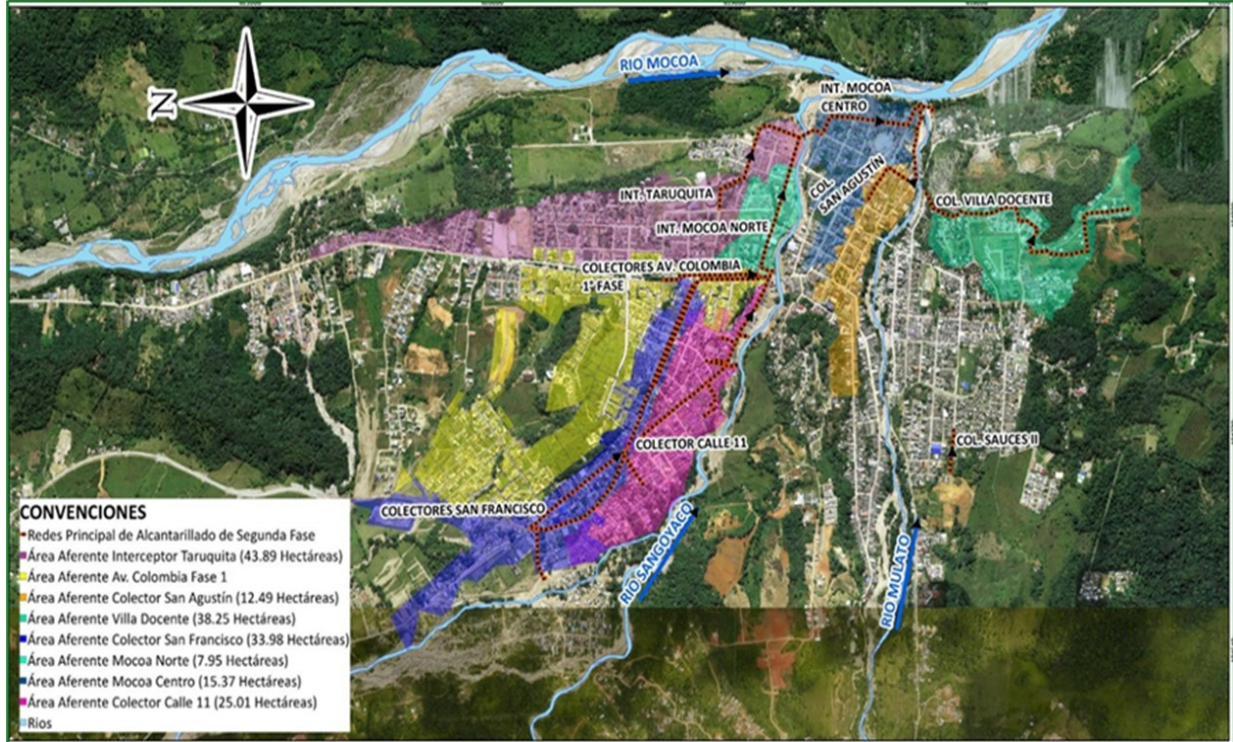 RIO MOCOA
INT. MOCOA
CENTRO
N
COL.
SAN AGUSTÍN
INT. TARUQUITA
COL. VILLA DOCENTE
INT. MOCOA NORTE
COLECTORES AV. COLOMBIA
1° FASE
COLECTOR CALLE 11
COL. SAUCES II
COLECTORES SAN FRANCISCO
RIO SANGOYACO
RIO MULATO
CONVENCIONES
Redes Principal de Alcantarillado de Segunda Fase
Área Aferente Interceptor Taruquita (43.89 Hectáreas)
Área Aferente Av. Colombia Fase 1
Área Aferente Colector San Agustín (12.49 Hectáreas)
Área Aferente Villa Docente (38.25 Hectáreas)
Área Aferente Colector San Francisco (33.98 Hectáreas)
Área Aferente Mocoa Norte (7.95 Hectáreas)
Área Aferente Mocoa Centro (15.37 Hectáreas)
Área Aferente Colector Calle 11 (25.01 Hectáreas)
Rios